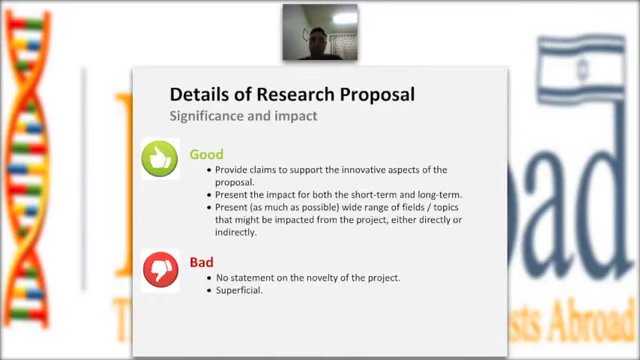 Details of Research Proposal
Significance and impact
Good
• Provide claims to support the innovative aspects of the
proposal.
• Present the impact for both the short-term and long-term.
• Present (as much as possible) wide range of fields / topics
that might be impacted from the project, either directly or
indirectly.
Bad
• No statement on the novelty of the project.
• Superficial.
ad
sts Abroad